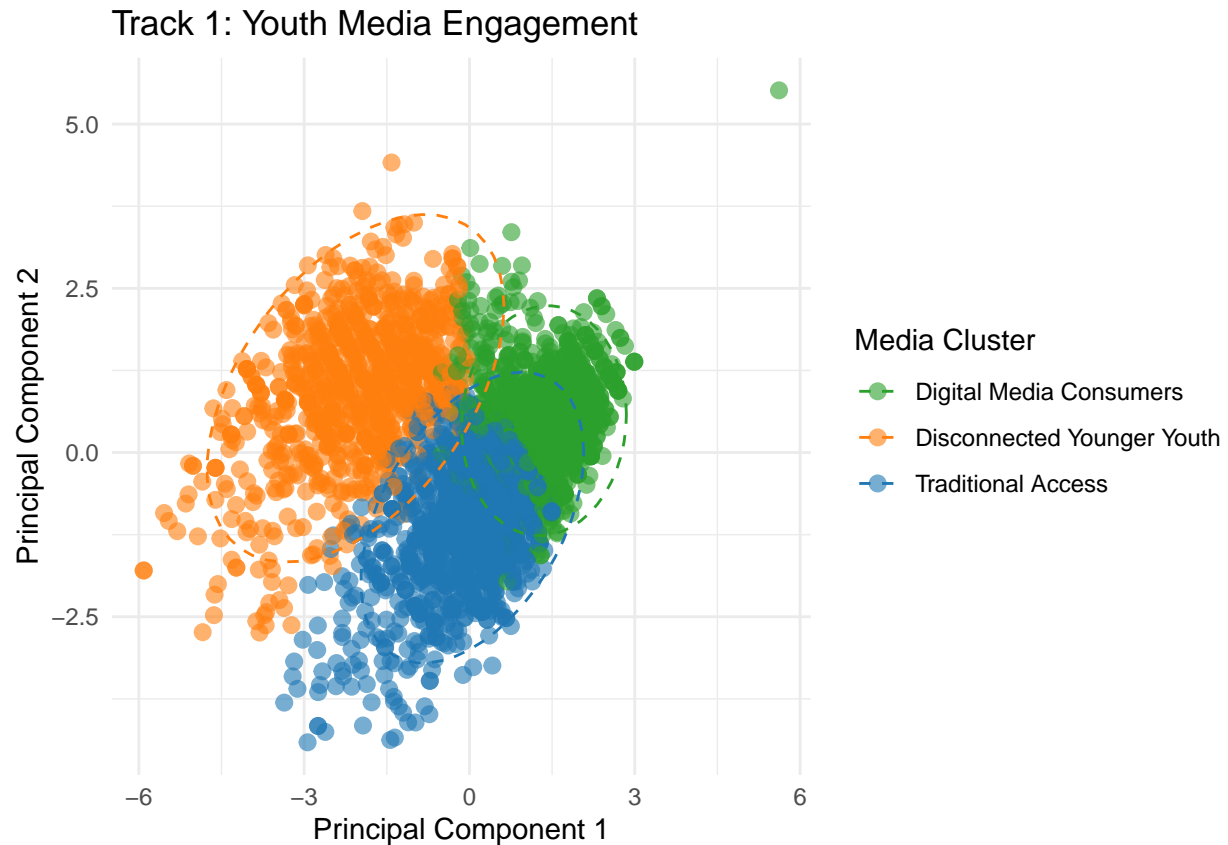 Track 1: Youth Media Engagement
5.0
2.5
0.0
−2.5
−6
−3
0
3
6
Principal Component 1
Principal Component 2
Media Cluster
Digital Media Consumers
Disconnected Younger Youth
Traditional Access